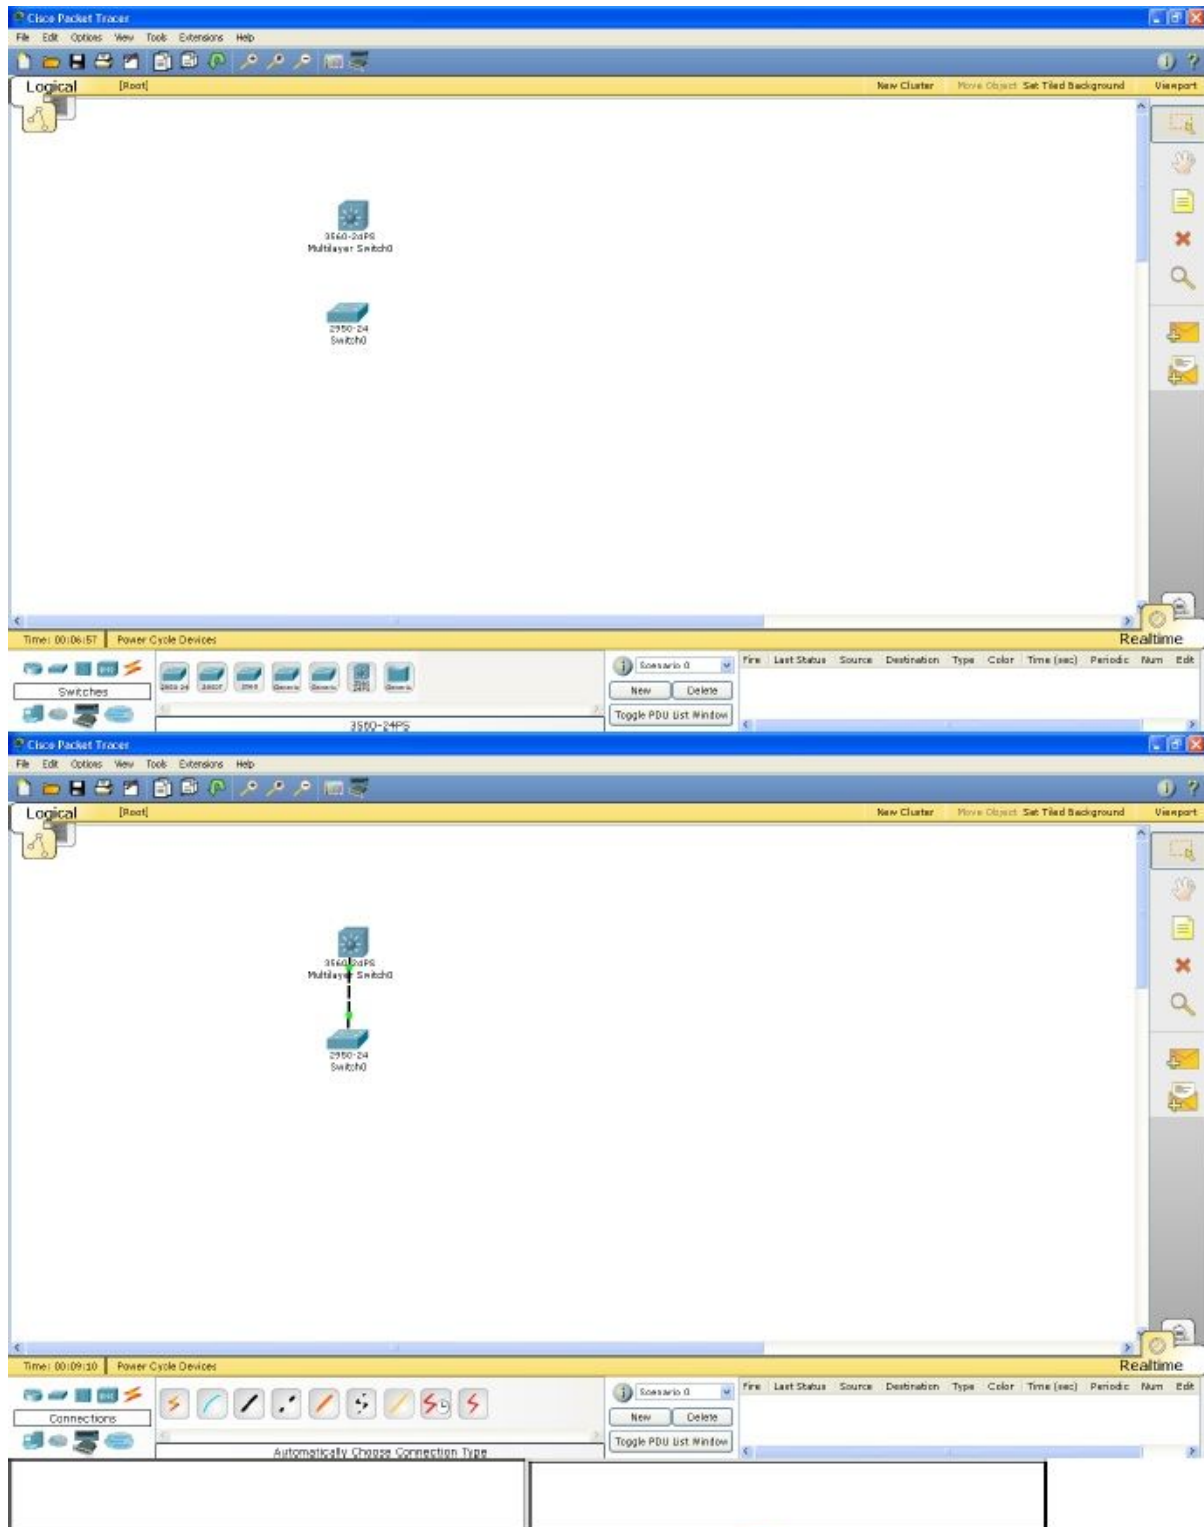 Cisco Packet Tracer
File Edit Options View Tools Extensions Help
Logical [Root] New Cluster Move Object Set Tiled Background Viewport
3560-24PS
Multilayer Switch0
2950-24
Switch0
Time: 00:06:57 Power Cycle Devices Realtime
Scenario 0 Fire Last Status Source Destination Type Color Time (sec) Periodic Num Edit
Switches
New Delete
Toggle PDU List Window
3560-24PS
Cisco Packet Tracer
File Edit Options View Tools Extensions Help
Logical [Root] New Cluster Move Object Set Tiled Background Viewport
3560-24PS
Multilayer Switch0
2950-24
Switch0
Time: 00:09:10 Power Cycle Devices Realtime
Scenario 0 Fire Last Status Source Destination Type Color Time (sec) Periodic Num Edit
Connections
New Delete
Toggle PDU List Window
Automatically Choose Connection Type